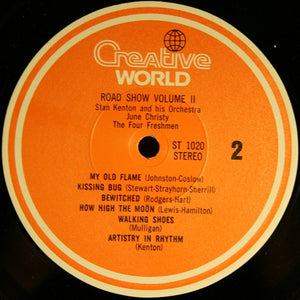 Creative
WORLD
ROAD SHOW VOLUME II
Stan Kenton and his Orchestra
June Christy
The Four Freshmen
ST 1020
STEREO
2
MY OLD FLAME (Johnston-Coslow)
KISSING BUG (Stewart-Strayhorn-Sherrill)
BEWITCHED (Rodgers-Hart)
HOW HIGH THE MOON (Lewis-Hamilton)
WALKING SHOES
(Mulligan)
ARTISTRY IN RHYTHM
(Kenton)